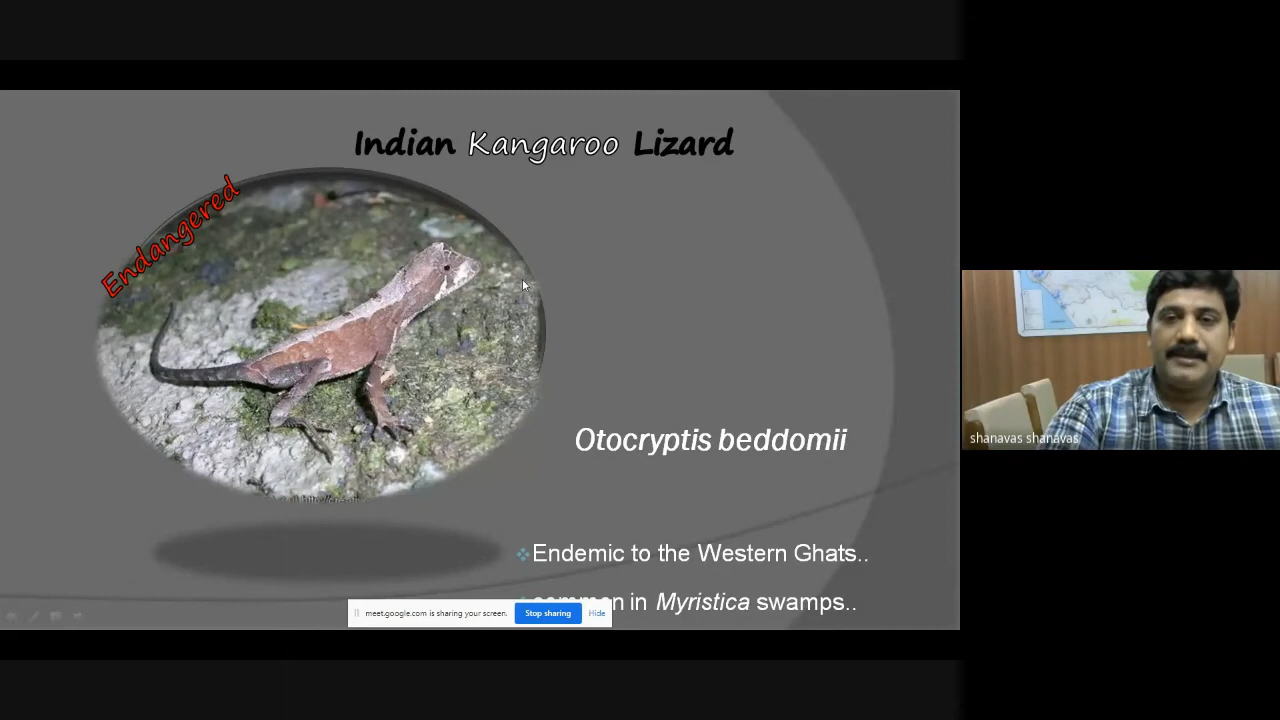 Indian Kangaroo Lizard
Endangered
Otocryptis beddomii
Endemic to the Western Ghats..
common in Myristica swamps..
meet.google.com is sharing your screen. Stop sharing Hide
shanavas shanavas